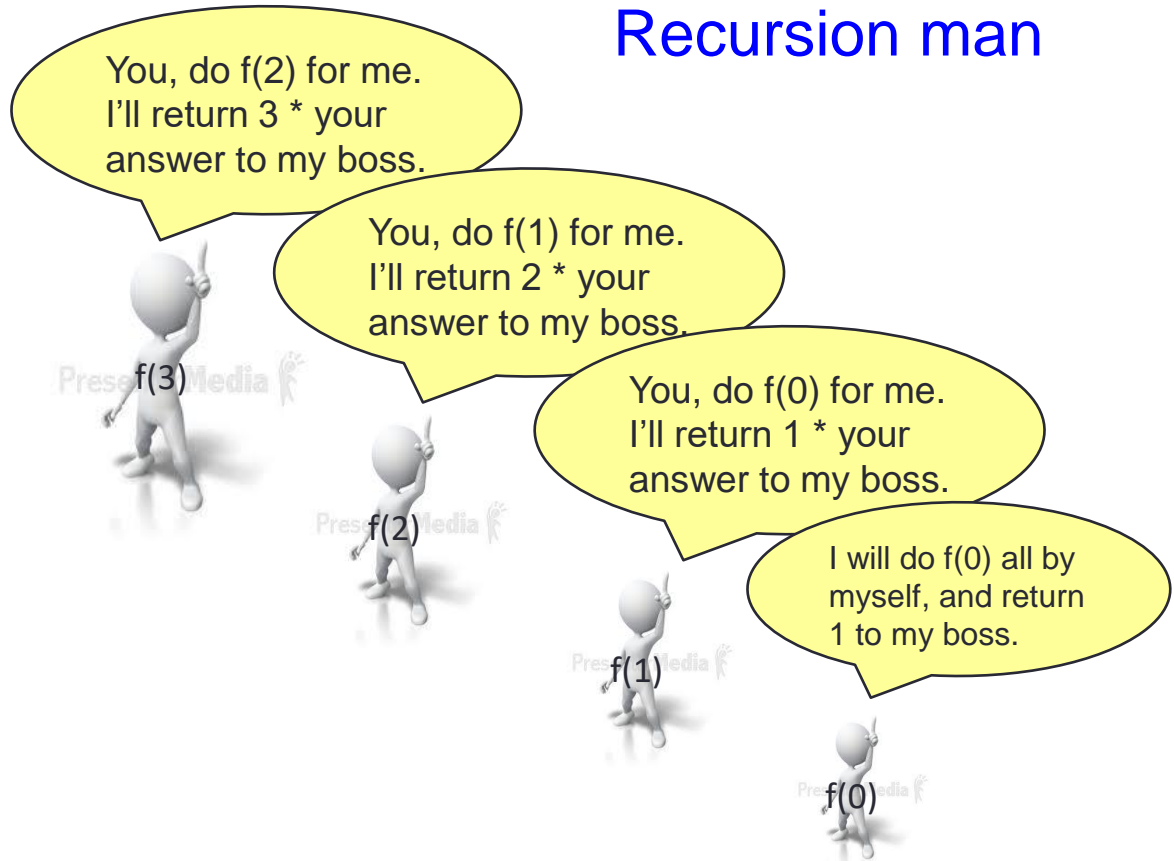 Recursion man
You, do f(2) for me.
I’ll return 3 * your
answer to my boss.
You, do f(1) for me.
I’ll return 2 * your
answer to my boss.
You, do f(0) for me.
I’ll return 1 * your
answer to my boss.
I will do f(0) all by
myself, and return
1 to my boss.
f(3)
f(2)
f(1)
f(0)